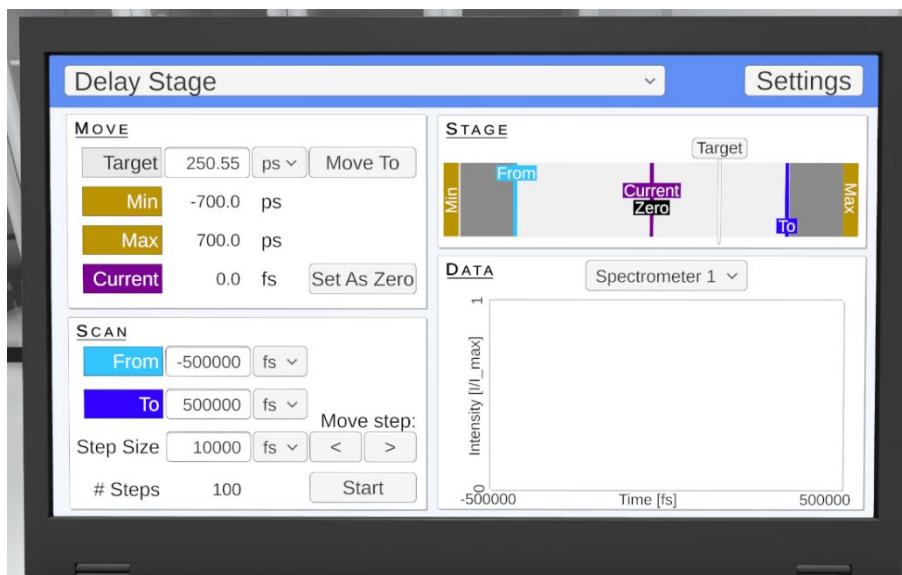 Delay Stage
Settings
MOVE
Target 250.55 ps Move To
Min -700.0 ps
Max 700.0 ps
Current 0.0 fs Set As Zero
SCAN
From -500000 fs
To 500000 fs
Move step:
Step Size 10000 fs < >
# Steps 100 Start
STAGE
Target
Min
From
Current
Zero
To
Max
DATA
Spectrometer 1
1
Intensity [I/I_max]
0
-500000 Time [fs] 500000